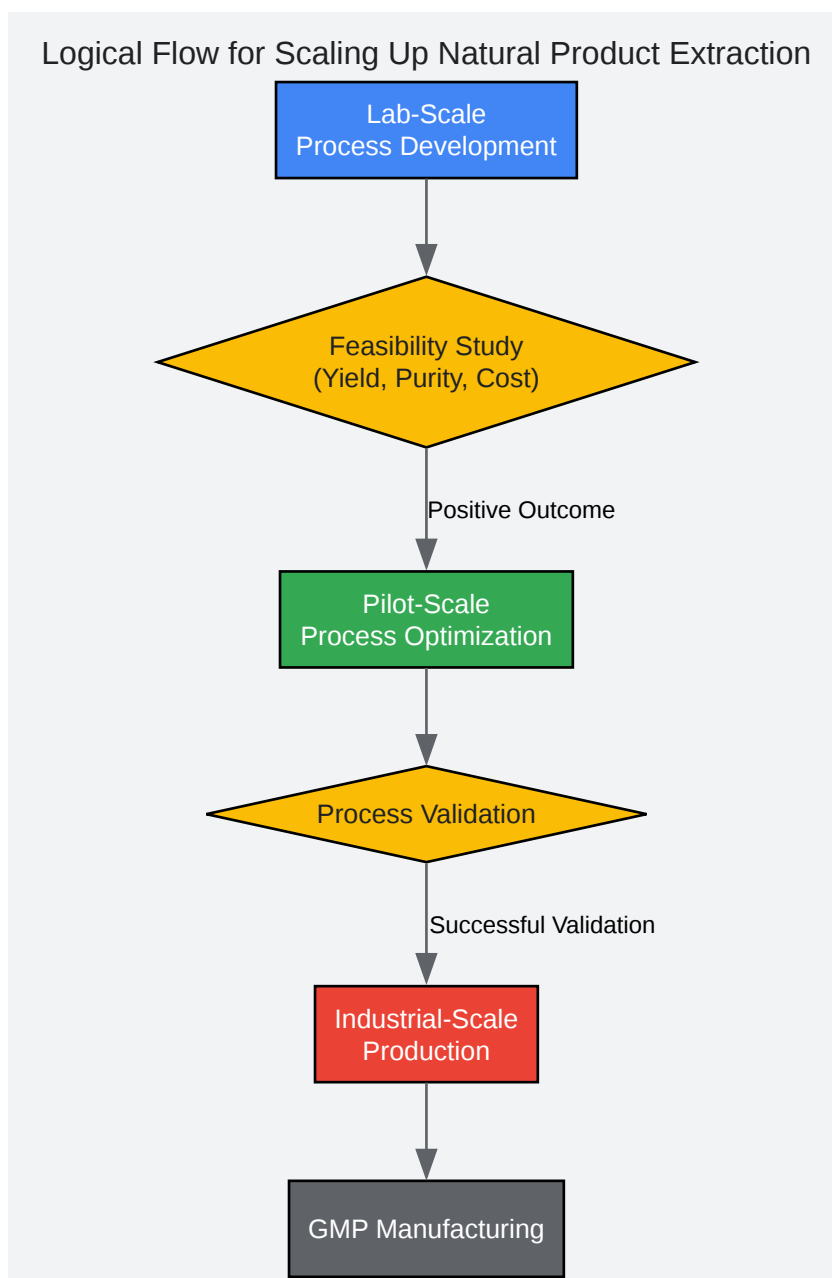 Logical Flow for Scaling Up Natural Product Extraction
Lab-Scale
Process Development
Feasibility Study
(Yield, Purity, Cost)
Positive Outcome
Pilot-Scale
Process Optimization
Process Validation
Successful Validation
Industrial-Scale
Production
GMP Manufacturing